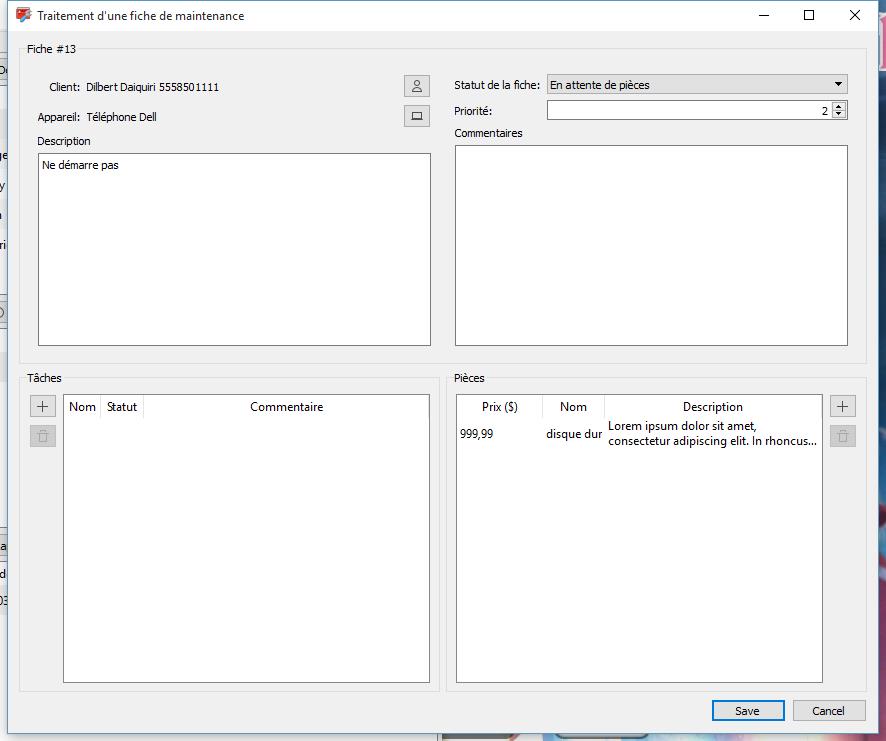 Traitement d'une fiche de maintenance
Fiche #13
Client: Dilbert Daiquiri 5558501111
Appareil: Téléphone Dell
Description
Ne démarre pas
Statut de la fiche: En attente de pièces
Priorité: 2
Commentaires
Tâches
Nom Statut Commentaire
Pièces
Prix ($) Nom Description
999,99 disque dur Lorem ipsum dolor sit amet,
consectetur adipiscing elit. In rhoncus...
Save Cancel